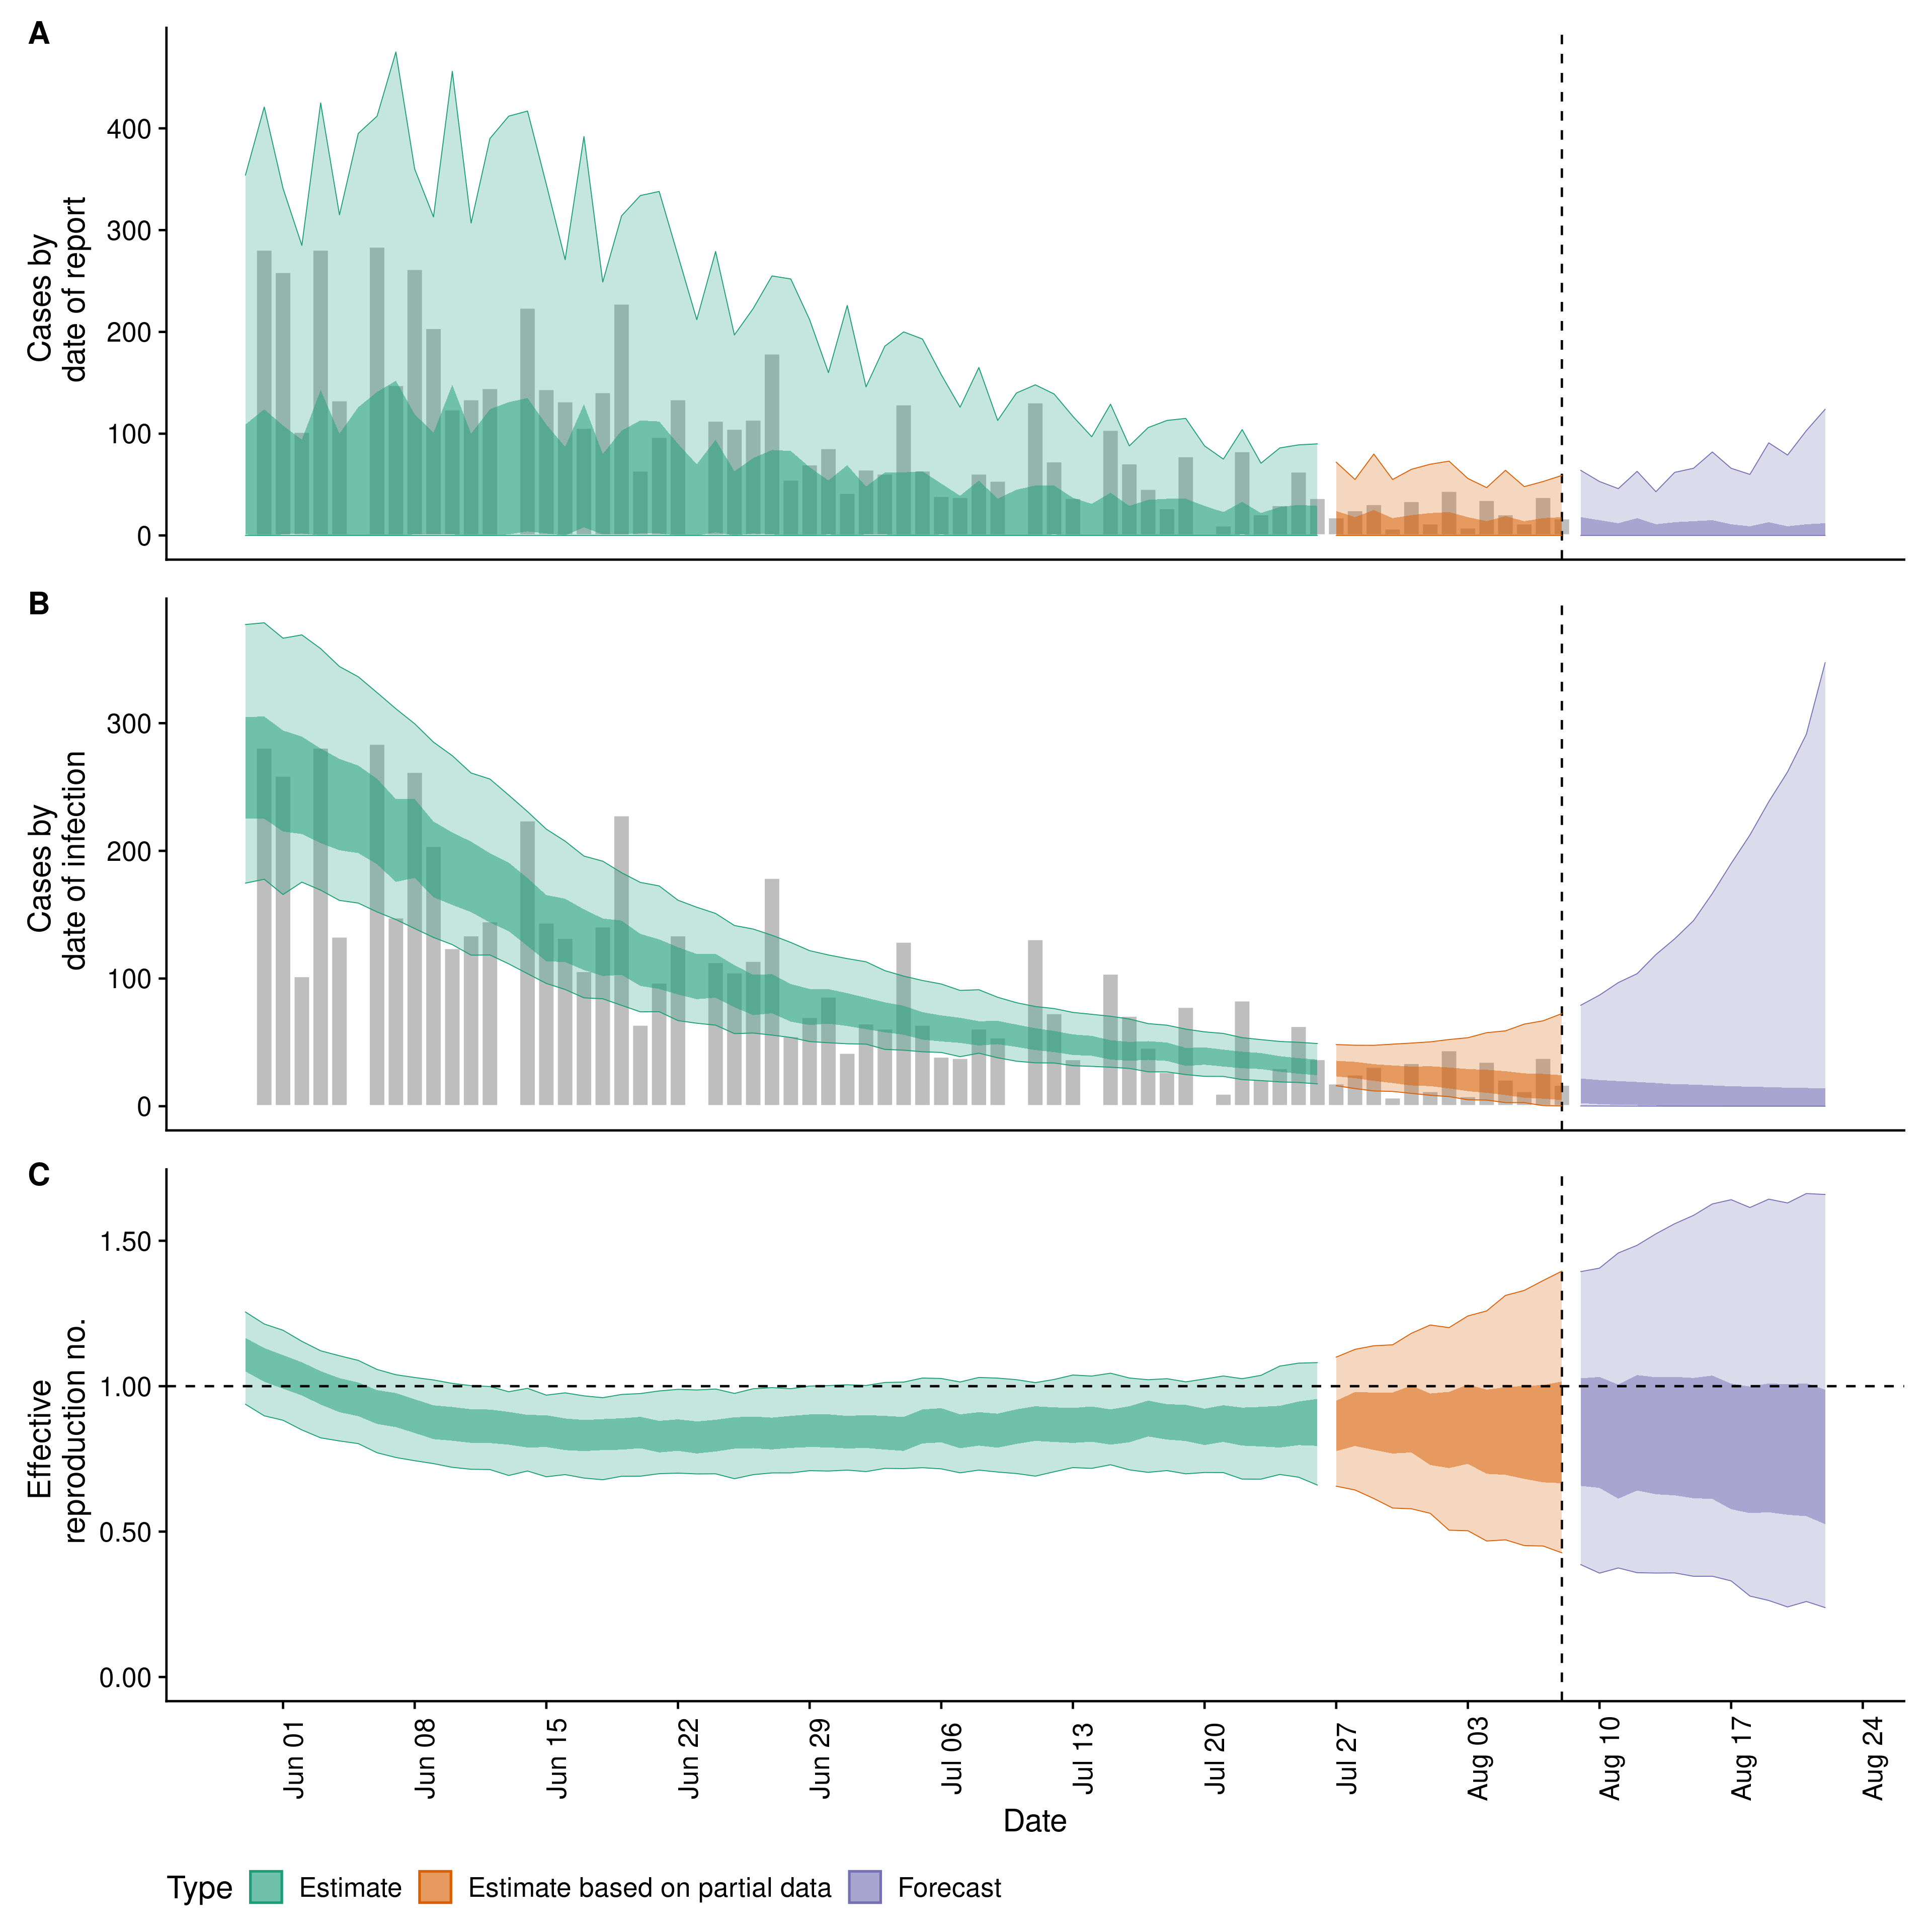 A
Cases by
date of report
400
300
200
100
0
B
Cases by
date of infection
300
200
100
0
C
Effective
reproduction no.
1.50
1.00
0.50
0.00
Jun 01
Jun 08
Jun 15
Jun 22
Jun 29
Jul 06
Jul 13
Jul 20
Jul 27
Aug 03
Aug 10
Aug 17
Aug 24
Date
Type Estimate Estimate based on partial data Forecast